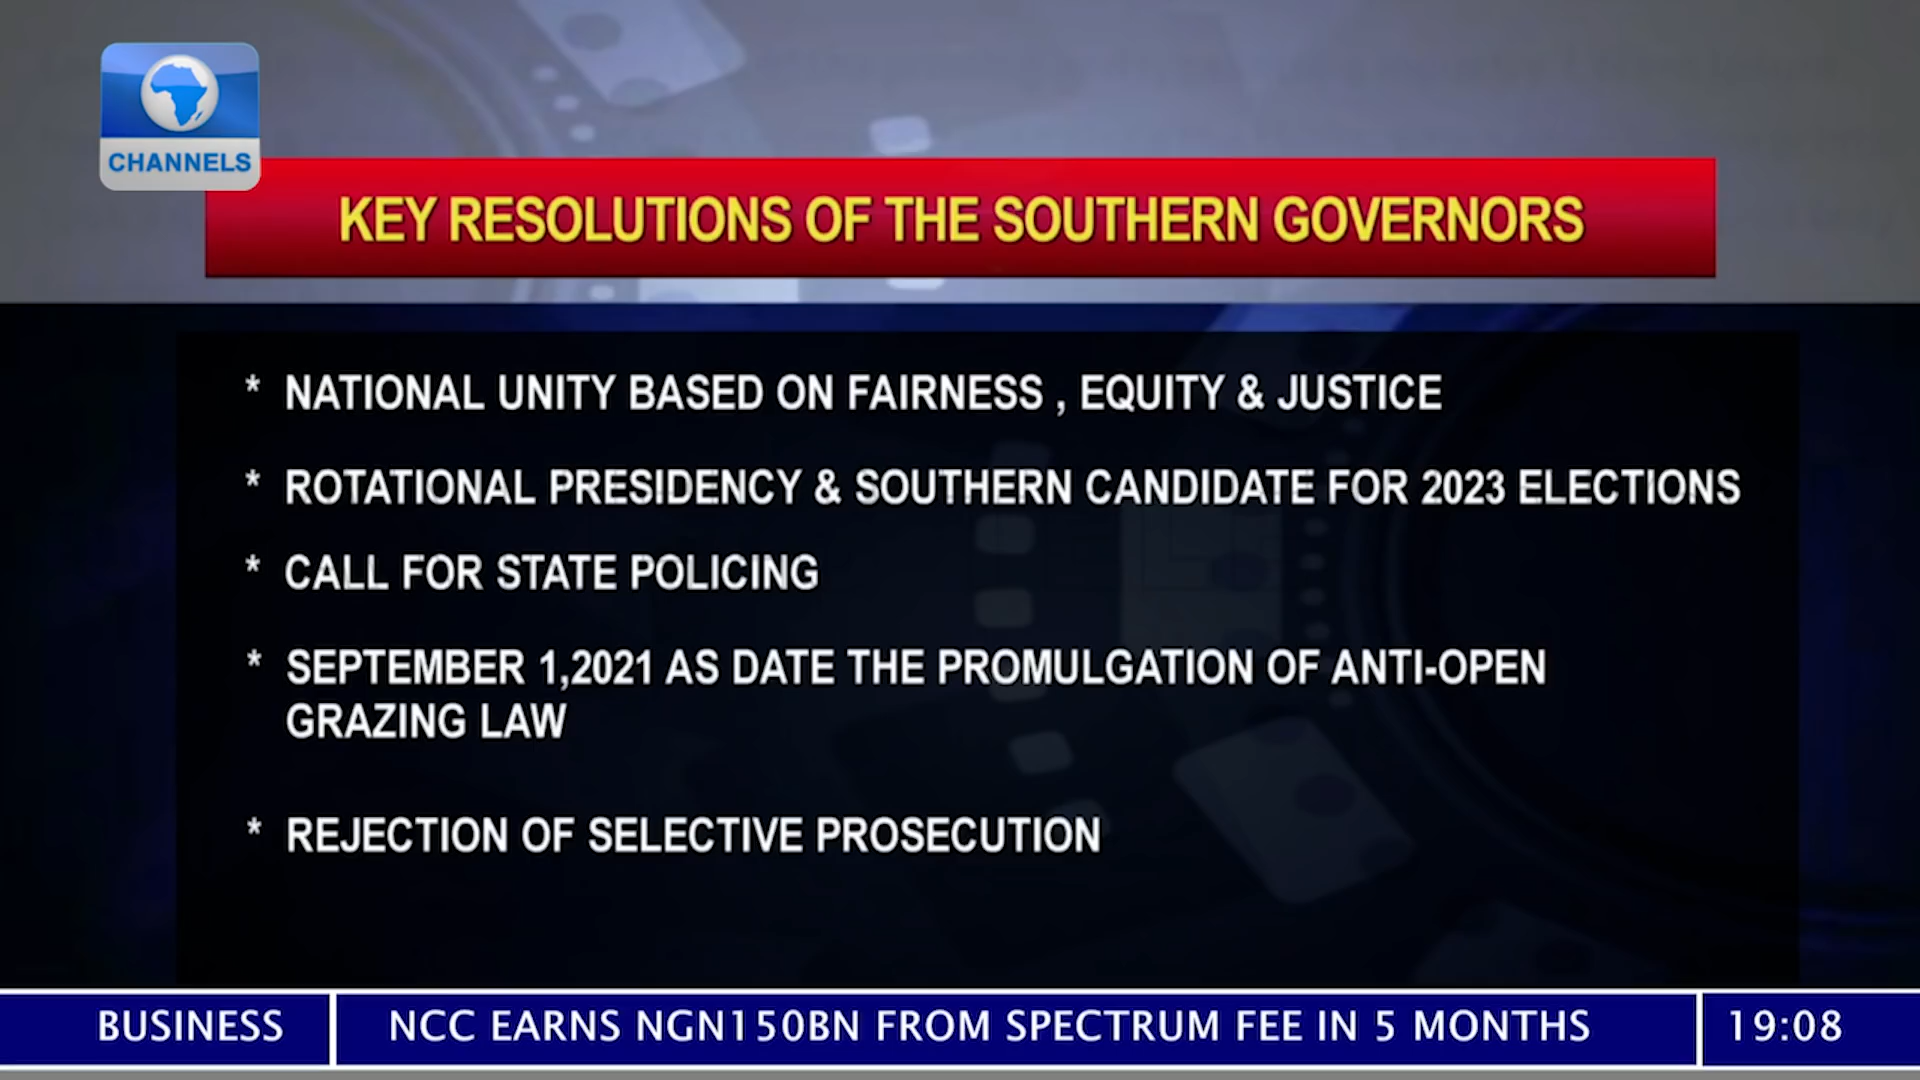 CHANNELS
KEY RESOLUTIONS OF THE SOUTHERN GOVERNORS
* NATIONAL UNITY BASED ON FAIRNESS , EQUITY & JUSTICE
* ROTATIONAL PRESIDENCY & SOUTHERN CANDIDATE FOR 2023 ELECTIONS
* CALL FOR STATE POLICING
* SEPTEMBER 1,2021 AS DATE THE PROMULGATION OF ANTI-OPEN
GRAZING LAW
* REJECTION OF SELECTIVE PROSECUTION
BUSINESS
NCC EARNS NGN150BN FROM SPECTRUM FEE IN 5 MONTHS
19:08